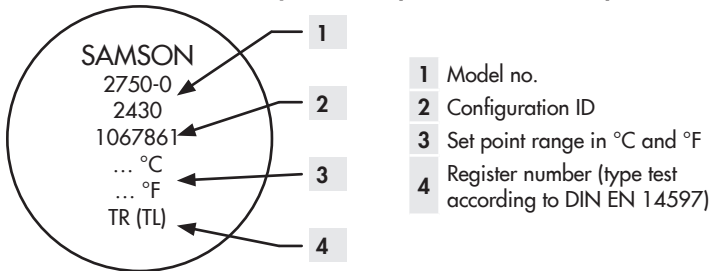 SAMSON
2750-0
2430
1067861
... °C
... °F
TR (TL)
1
2
3
4
1 Model no.
2 Configuration ID
3 Set point range in °C and °F
4 Register number (type test
according to DIN EN 14597)